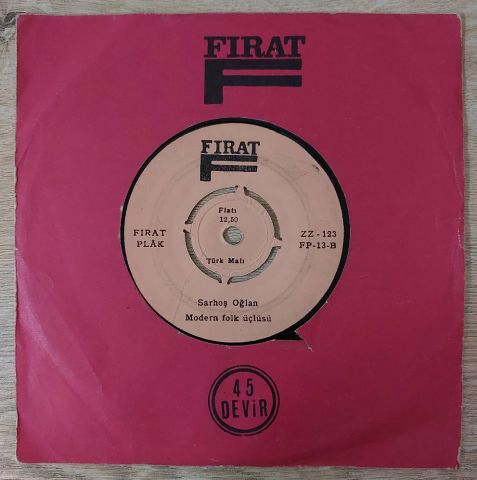 FIRAT
FIRAT
Fiatı
12,50
FIRAT
PLÂK
ZZ - 123
FP-13-B
Türk Malı
Sarhoş Oğlan
Modern folk üçlüsü
45
DEVİR